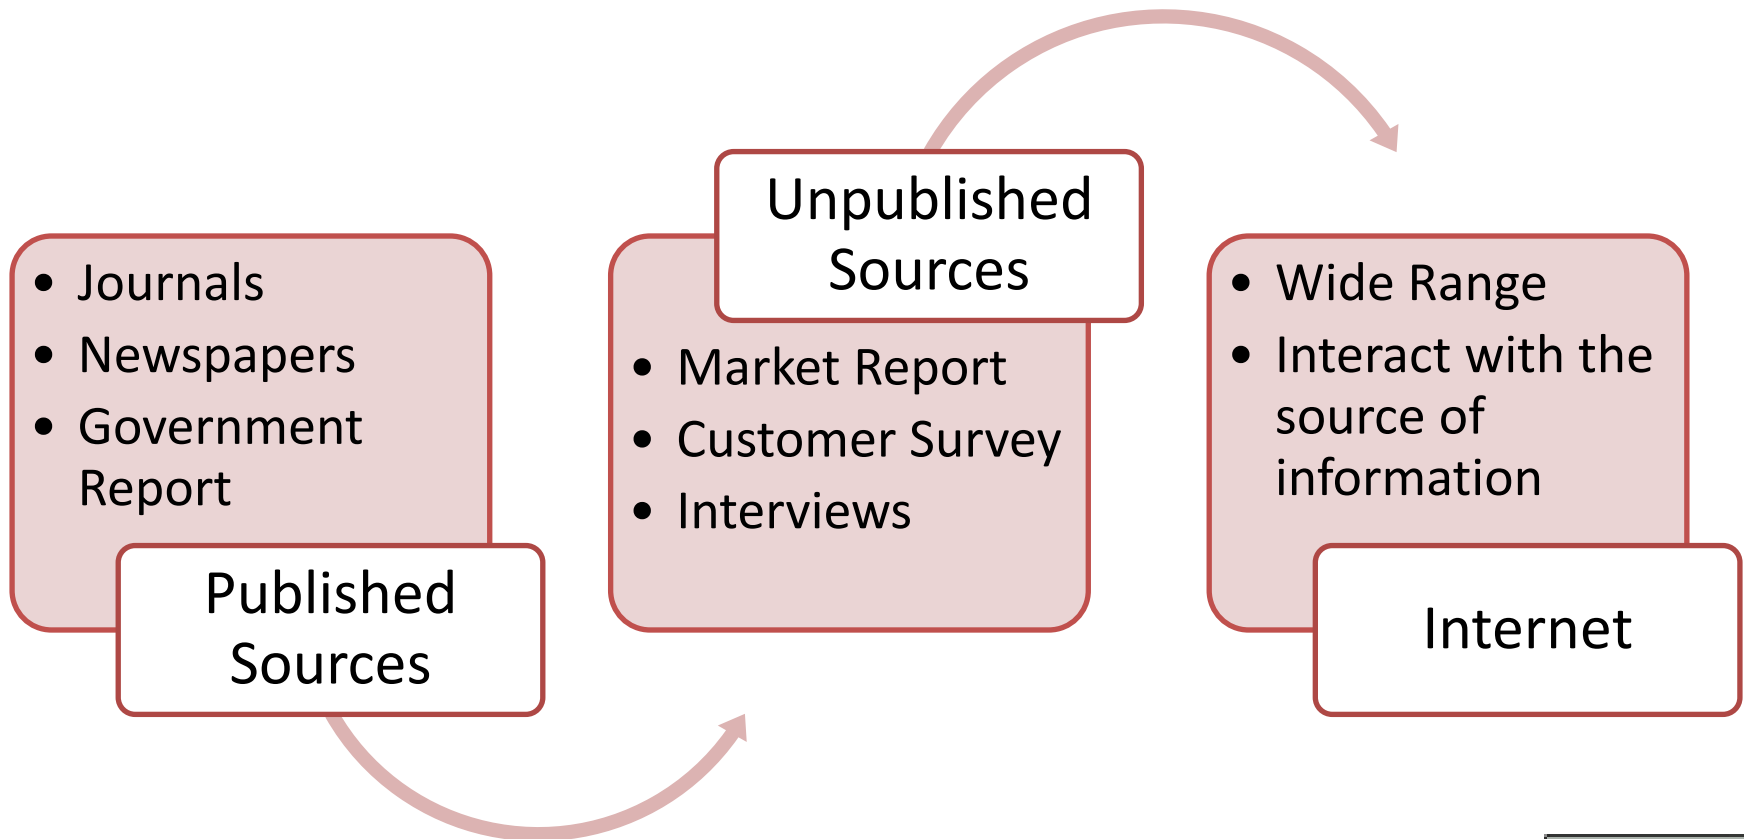 • Journals
• Newspapers
• Government
Report
Published
Sources
Unpublished
Sources
• Market Report
• Customer Survey
• Interviews
• Wide Range
• Interact with the
source of
information
Internet